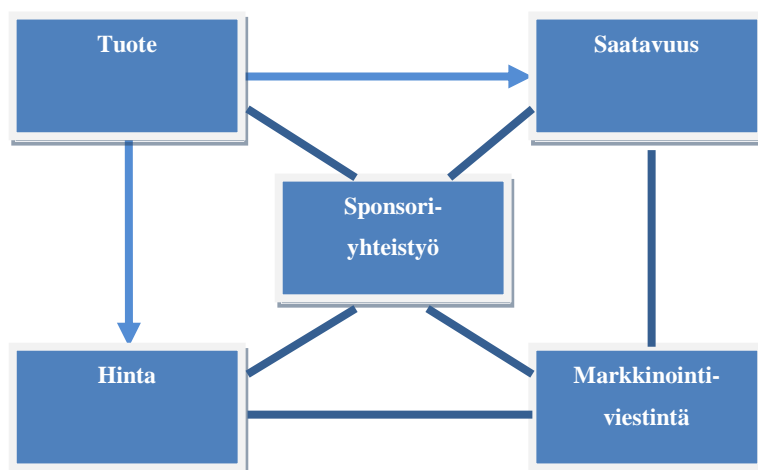 Tuote
Saatavuus
Sponsori-
yhteistyö
Hinta
Markkinointi-
viestintä